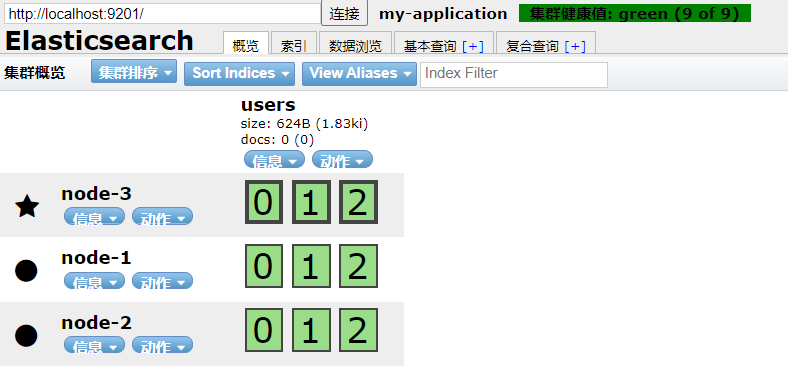 http://localhost:9201/ 连接 my-application 集群健康值: green (9 of 9)
Elasticsearch 概览 索引 数据浏览 基本查询 [+] 复合查询 [+]
集群概览 集群排序 Sort Indices View Aliases Index Filter
users
size: 624B (1.83ki)
docs: 0 (0)
信息 动作
node-3 0 1 2
信息 动作
node-1 0 1 2
信息 动作
node-2 0 1 2
信息 动作